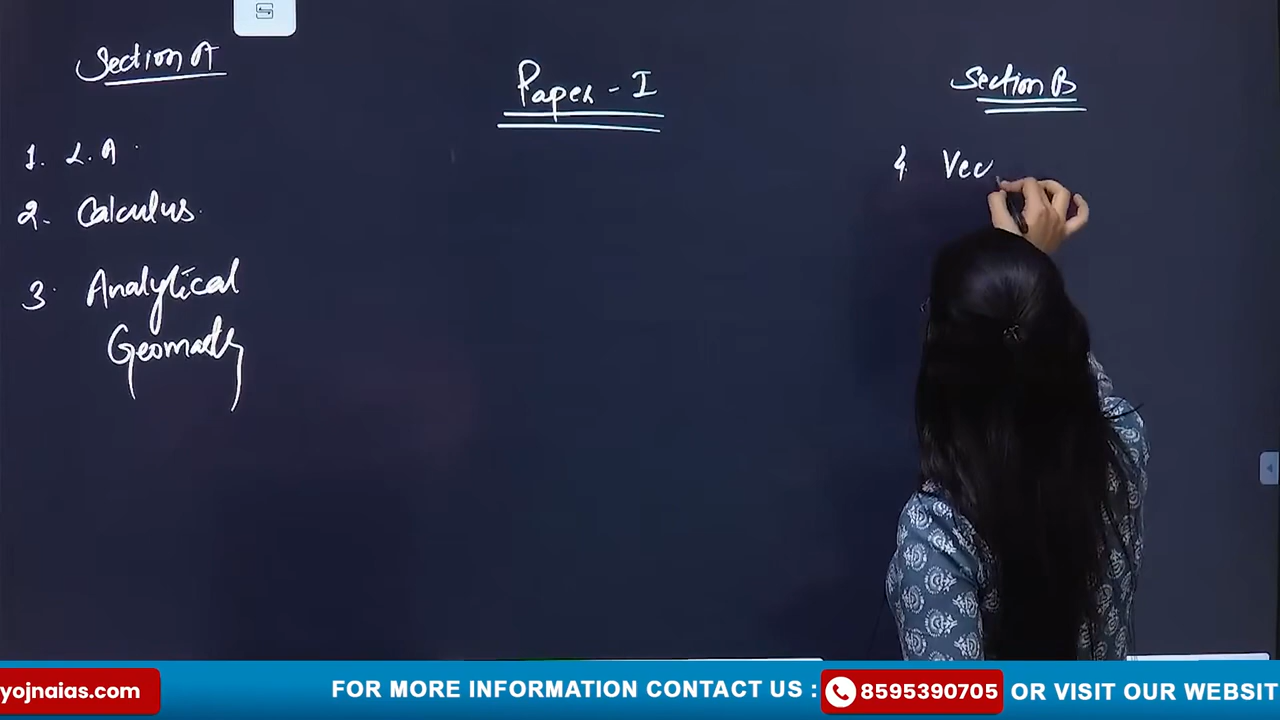 Section A
Paper - I
Section B
1. L.A.
2. Calculus.
3. Analytical
Geomatry
4. Vec
yojnaias.com
FOR MORE INFORMATION CONTACT US : 8595390705 OR VISIT OUR WEBSIT